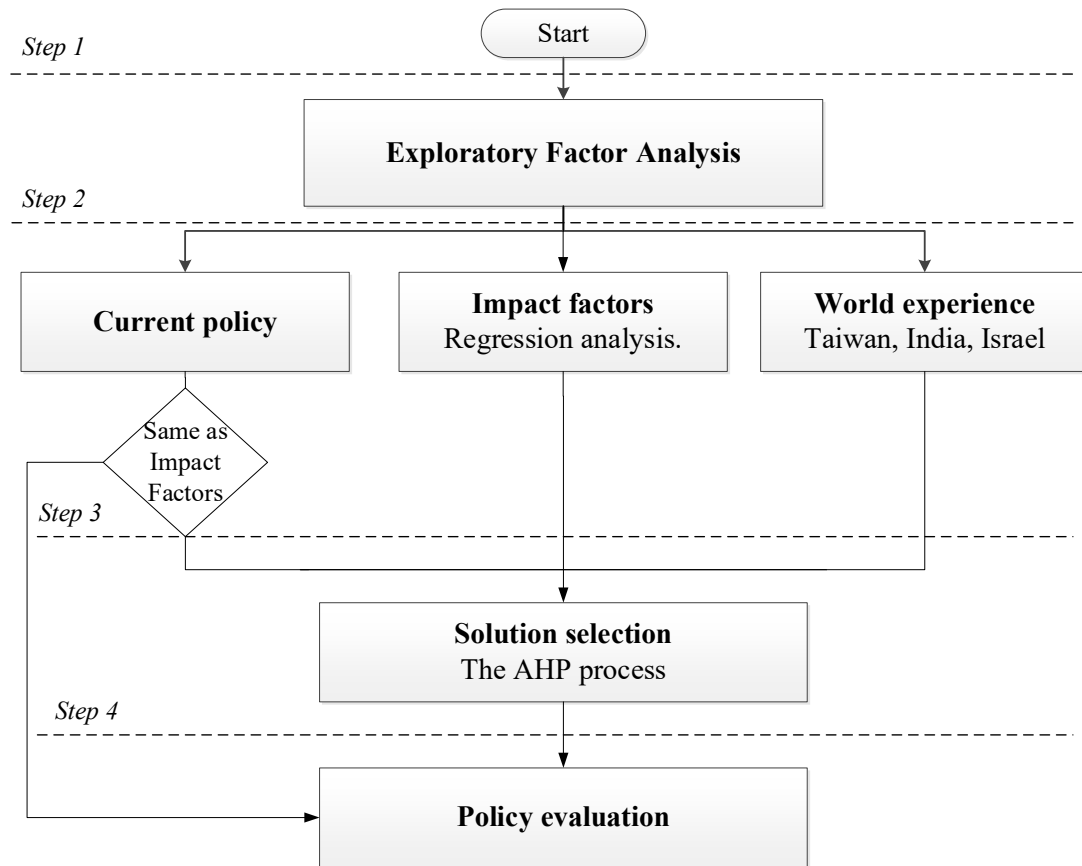 Start
Step 1
Exploratory Factor Analysis
Step 2
Current policy
Impact factors
Regression analysis.
World experience
Taiwan, India, Israel
Same as
Impact
Factors
Step 3
Solution selection
The AHP process
Step 4
Policy evaluation